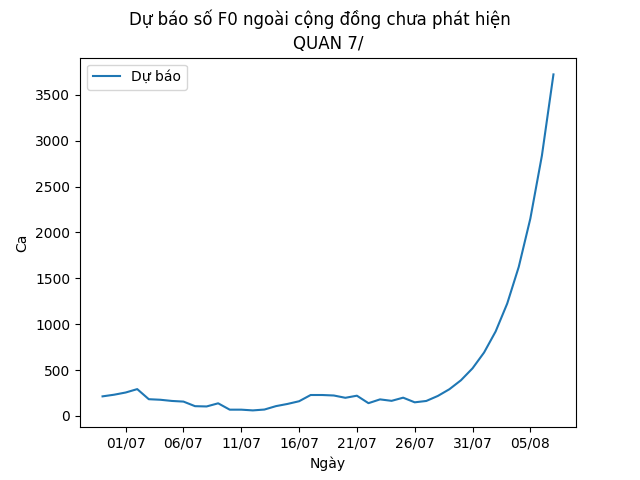 Dự báo số F0 ngoài cộng đồng chưa phát hiện
QUAN 7/
Dự báo
3500
3000
2500
2000
1500
1000
500
0
Ca
01/07 06/07 11/07 16/07 21/07 26/07 31/07 05/08
Ngày